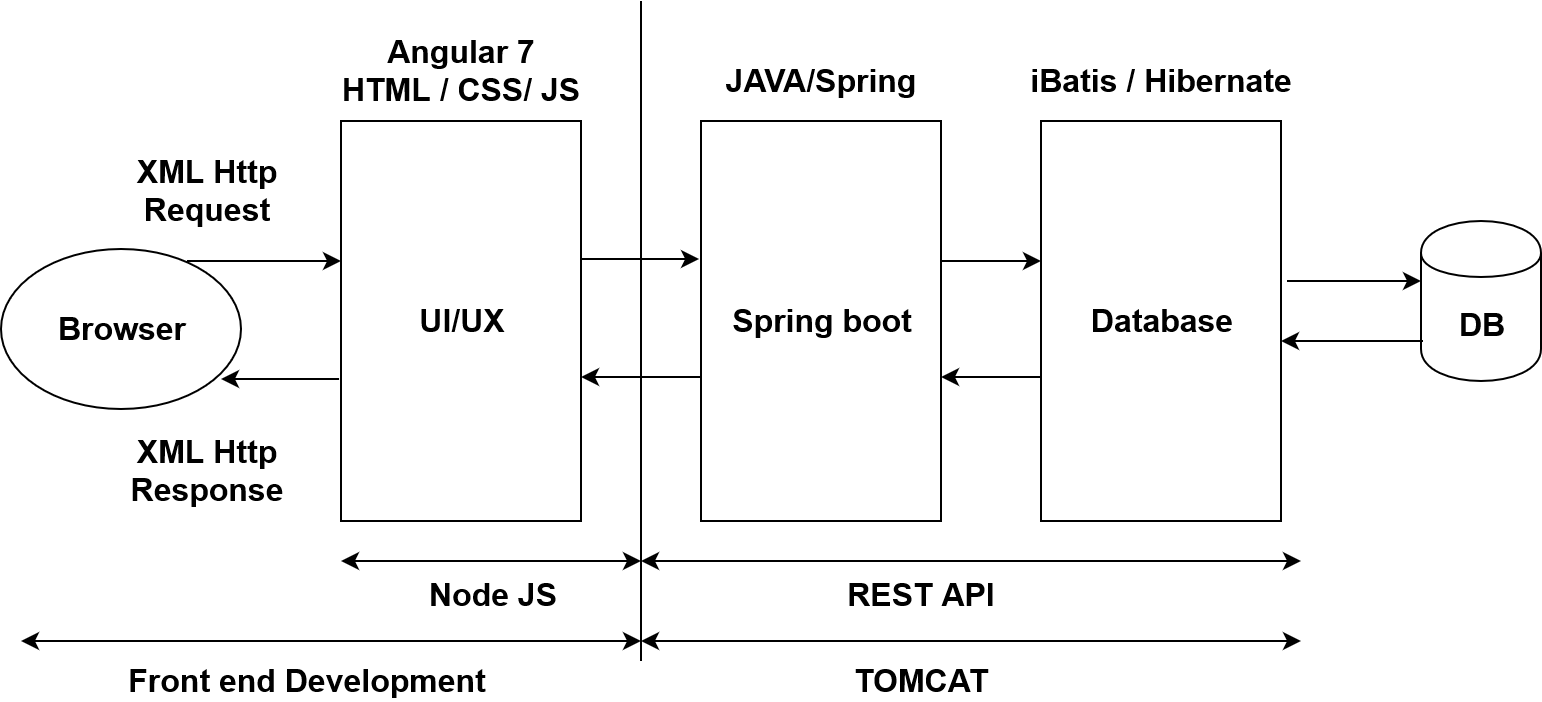 Angular 7
HTML / CSS/ JS
JAVA/Spring
iBatis / Hibernate
XML Http
Request
Browser
UI/UX
Spring boot
Database
DB
XML Http
Response
Node JS
REST API
Front end Development
TOMCAT